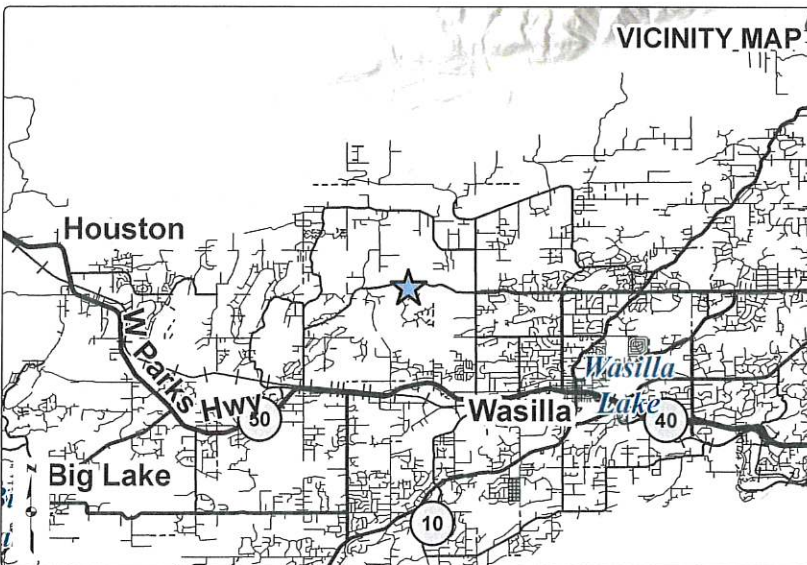 VICINITY MAP
Houston
W. Parks Hwy
50
Wasilla
Wasilla
Lake
40
Big Lake
10
N